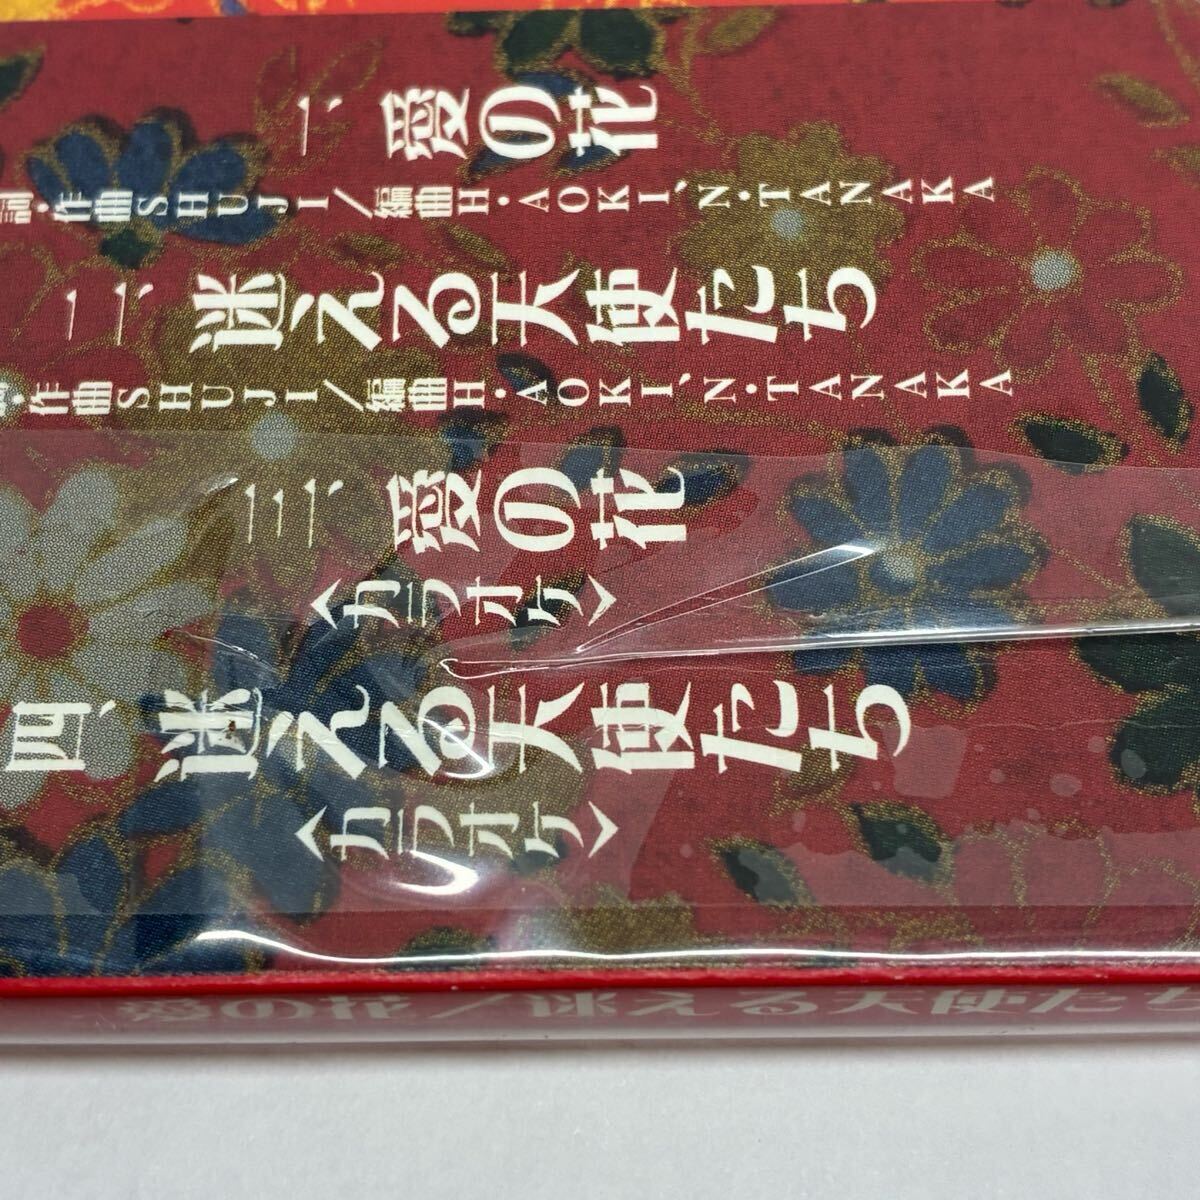 一、愛の花
詞・作曲SHUJI／編曲H・AOKI、N・TANAKA
二、迷える天使たち
・作曲SHUJI／編曲H・AOKI、N・TANAKA
三、愛の花
〈カラオケ〉
四、迷える天使たち
〈カラオケ〉
愛の花／迷える天使たち